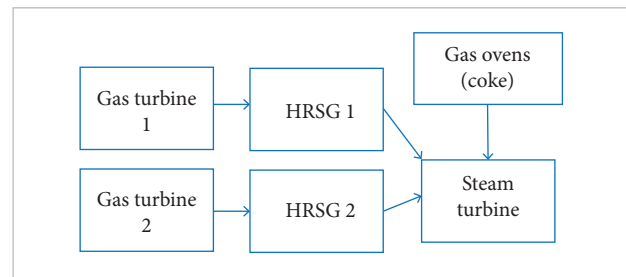 Gas turbine
1
HRSG 1
Gas ovens
(coke)
Gas turbine
2
HRSG 2
Steam
turbine